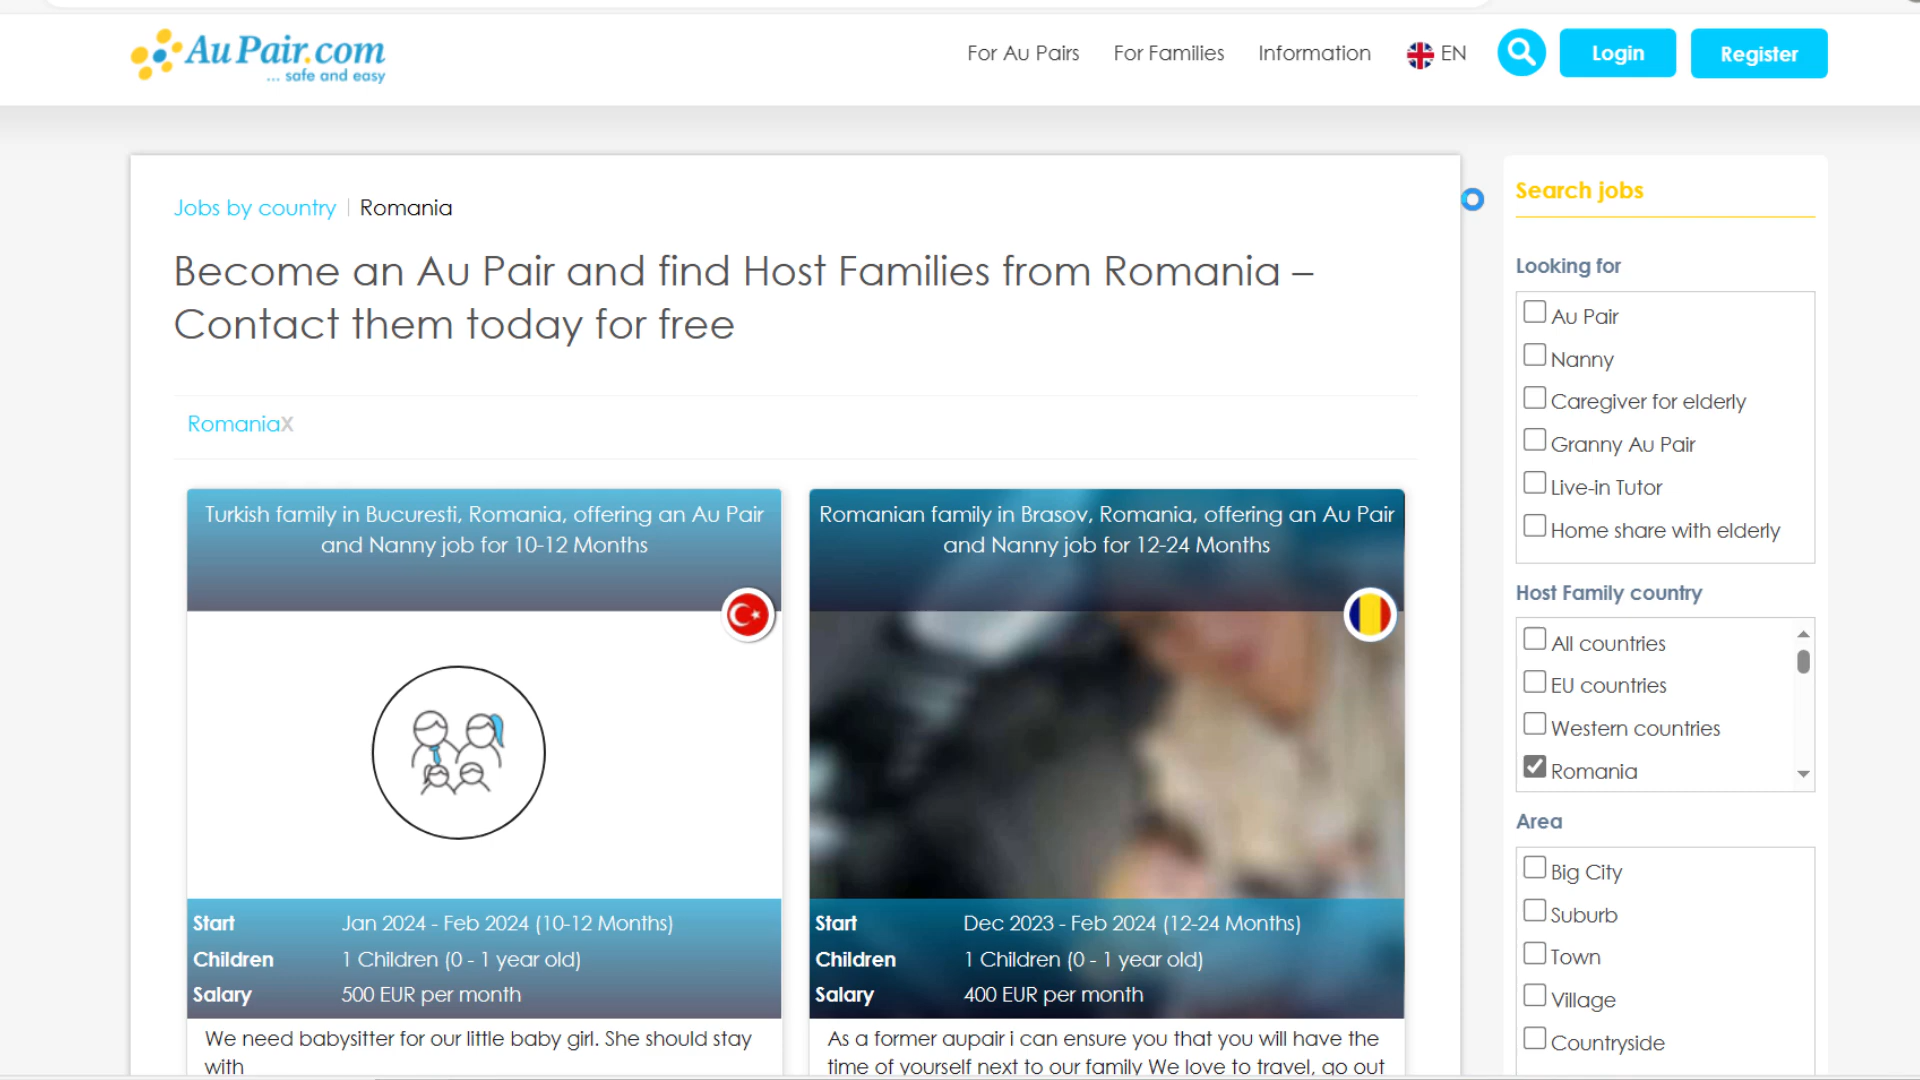 Au Pair.com
... safe and easy
For Au Pairs
For Families
Information
EN
Login
Register
Jobs by country | Romania
Become an Au Pair and find Host Families from Romania –
Contact them today for free
RomaniaX
Turkish family in Bucuresti, Romania, offering an Au Pair
and Nanny job for 10-12 Months
Start Jan 2024 - Feb 2024 (10-12 Months)
Children 1 Children (0 - 1 year old)
Salary 500 EUR per month
We need babysitter for our little baby girl. She should stay
with
Romanian family in Brasov, Romania, offering an Au Pair
and Nanny job for 12-24 Months
Start Dec 2023 - Feb 2024 (12-24 Months)
Children 1 Children (0 - 1 year old)
Salary 400 EUR per month
As a former aupair i can ensure you that you will have the
time of yourself next to our family We love to travel, go out
Search jobs
Looking for
Au Pair
Nanny
Caregiver for elderly
Granny Au Pair
Live-in Tutor
Home share with elderly
Host Family country
All countries
EU countries
Western countries
Romania
Area
Big City
Suburb
Town
Village
Countryside